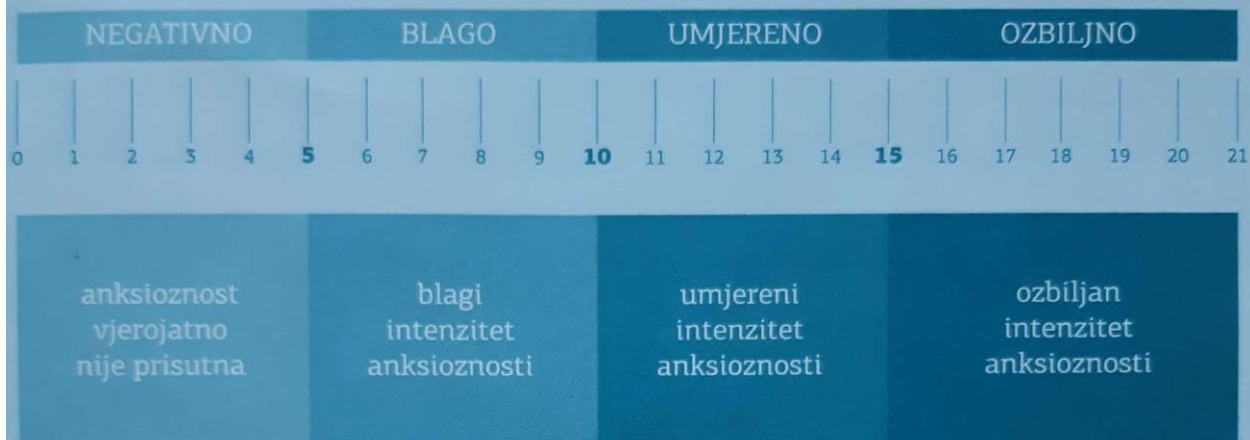 NEGATIVNO BLAGO UMJERENO OZBILJNO
0 1 2 3 4 5 6 7 8 9 10 11 12 13 14 15 16 17 18 19 20 21
anksioznost
vjerojatno
nije prisutna
blagi
intenzitet
anksioznosti
umjereni
intenzitet
anksioznosti
ozbiljan
intenzitet
anksioznosti